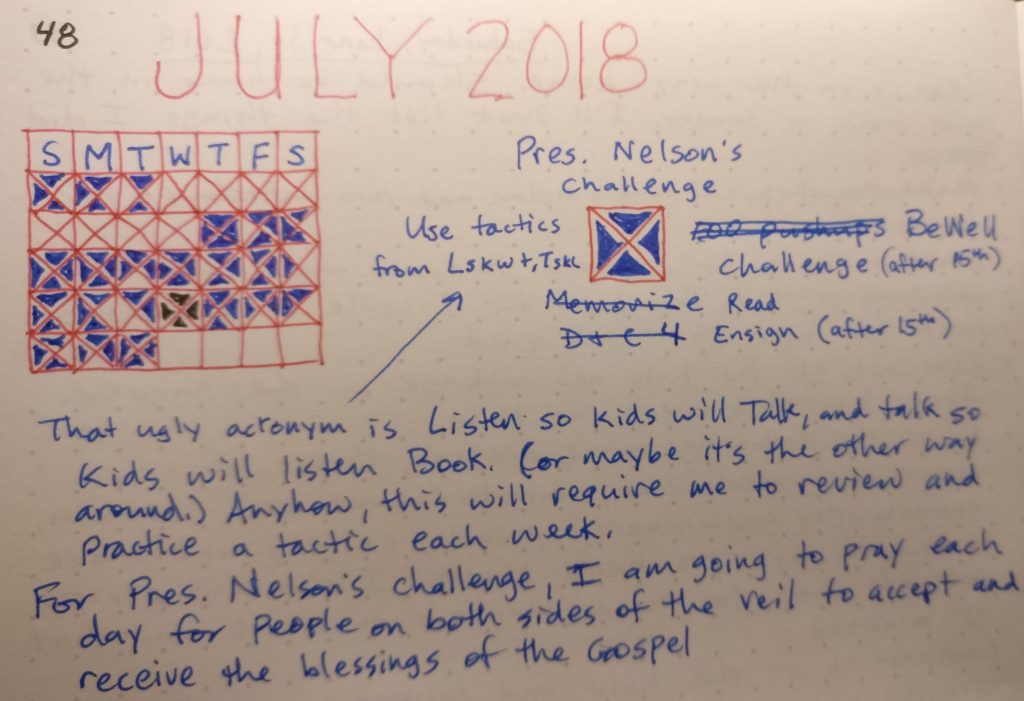 48
JULY 2018
S M T W T F S
Pres. Nelson's
Challenge
Use tactics
from Lskwt, Tskl
100 pushups BeWell
Challenge (after 15th)
Memorize Read
D+C 4 Ensign (after 15th)
That ugly acronym is Listen so Kids will Talk, and talk so
Kids will listen Book. (or maybe it's the other way
around.) Anyhow, this will require me to review and
practice a tactic each week.
For Pres. Nelson's challenge, I am going to pray each
day for people on both sides of the veil to accept and
receive the blessings of the Gospel